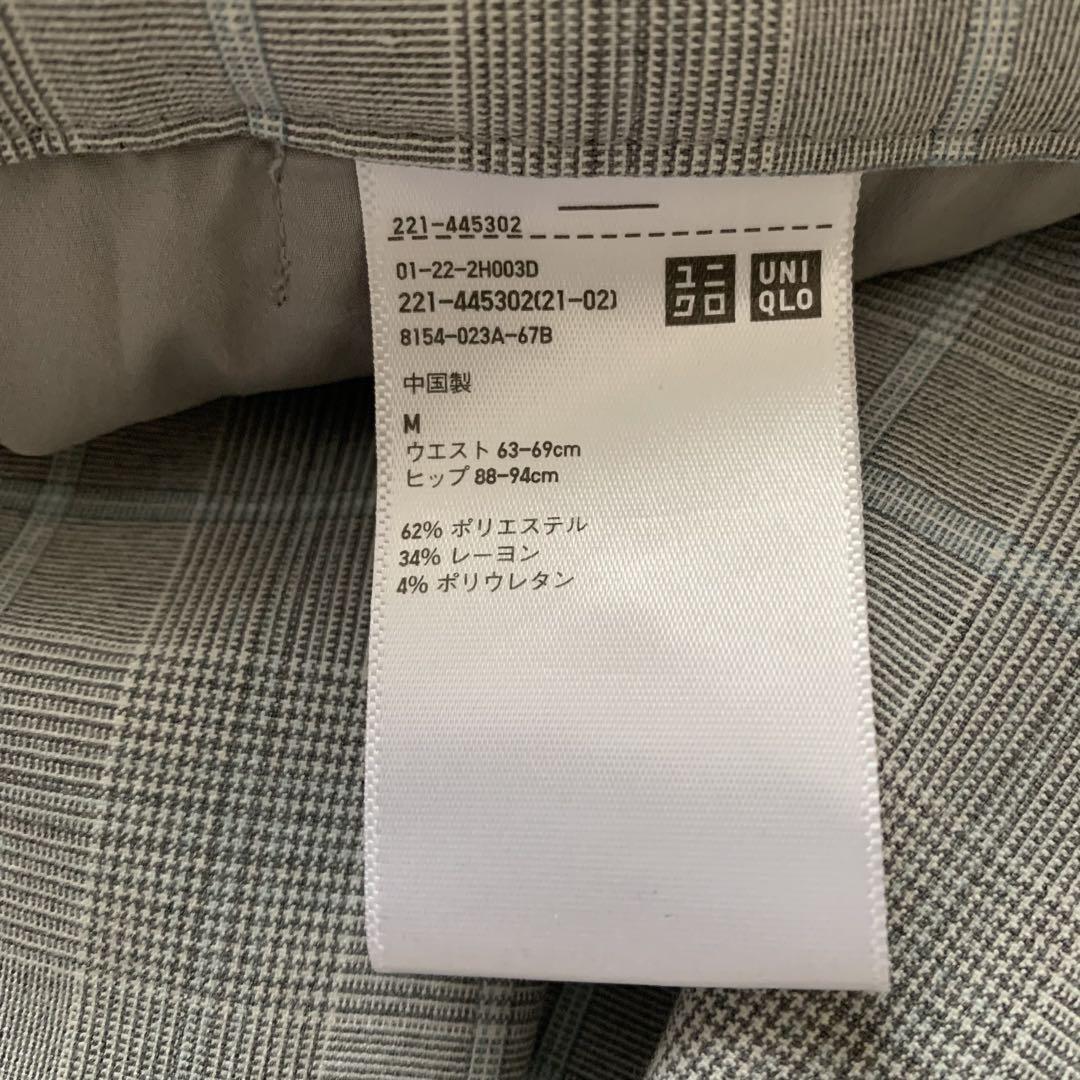 221-445302
01-22-2H003D
221-445302(21-02)
8154-023A-67B
ユニ
クロ
UNI
QLO
中国製
M
ウエスト 63-69cm
ヒップ 88-94cm
62% ポリエステル
34% レーヨン
4% ポリウレタン